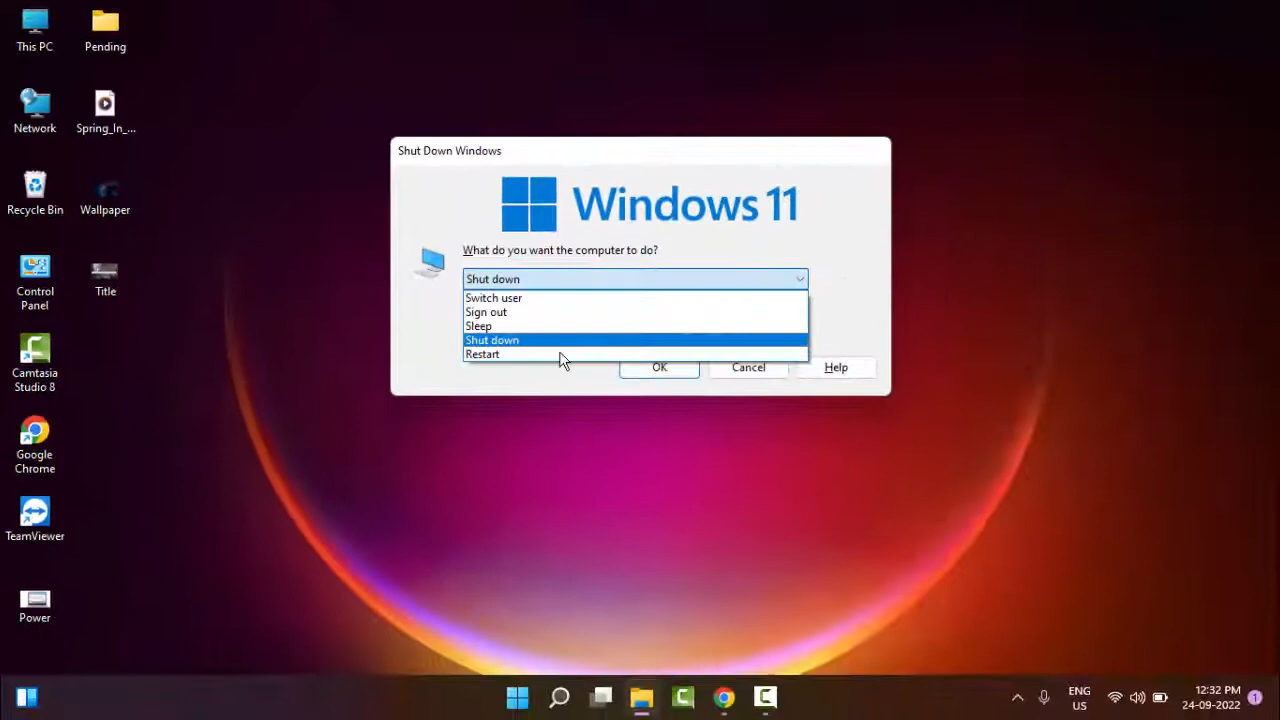 This PC
Pending
Network
Spring_In_...
Recycle Bin
Wallpaper
Control
Panel
Title
Camtasia
Studio 8
Google
Chrome
TeamViewer
Power
Shut Down Windows
Windows 11
What do you want the computer to do?
Shut down
Switch user
Sign out
Sleep
Shut down
Restart
OK
Cancel
Help
ENG
US
12:32 PM
24-09-2022
1